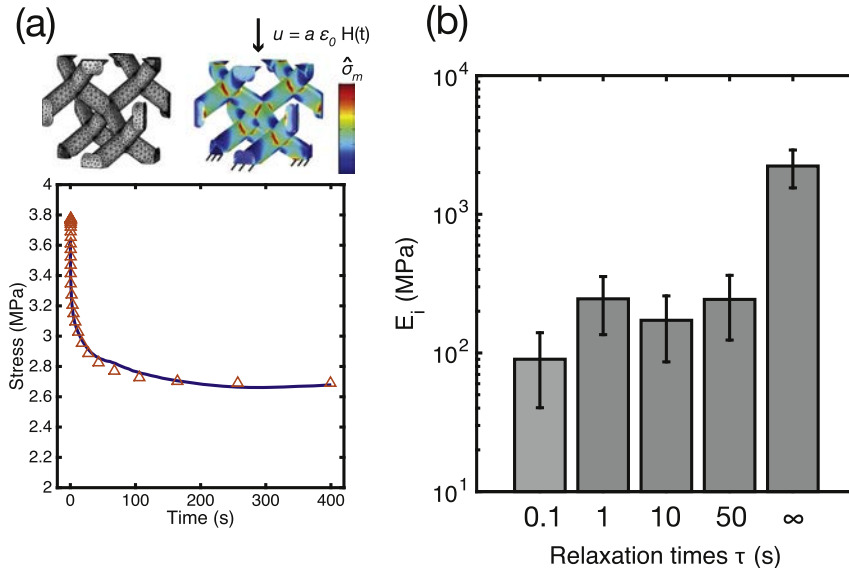 (a)
u = a ε₀ H(t)
σ̂ₘ
4
3.8
3.6
3.4
3.2
3
2.8
2.6
2.4
2.2
2
Stress (MPa)
0 100 200 300 400
Time (s)
(b)
10⁴
10³
10²
10¹
Eᵢ (MPa)
0.1 1 10 50 ∞
Relaxation times τ (s)